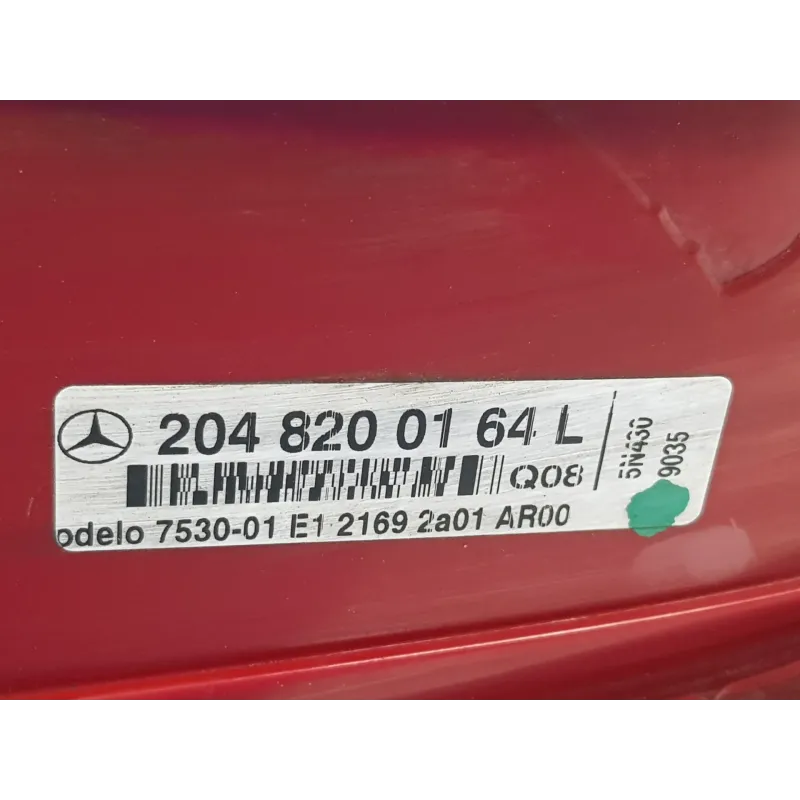 204 820 01 64 L
Q08
odelo 7530-01 E1 2169 2a01 AR00
5N430
9035